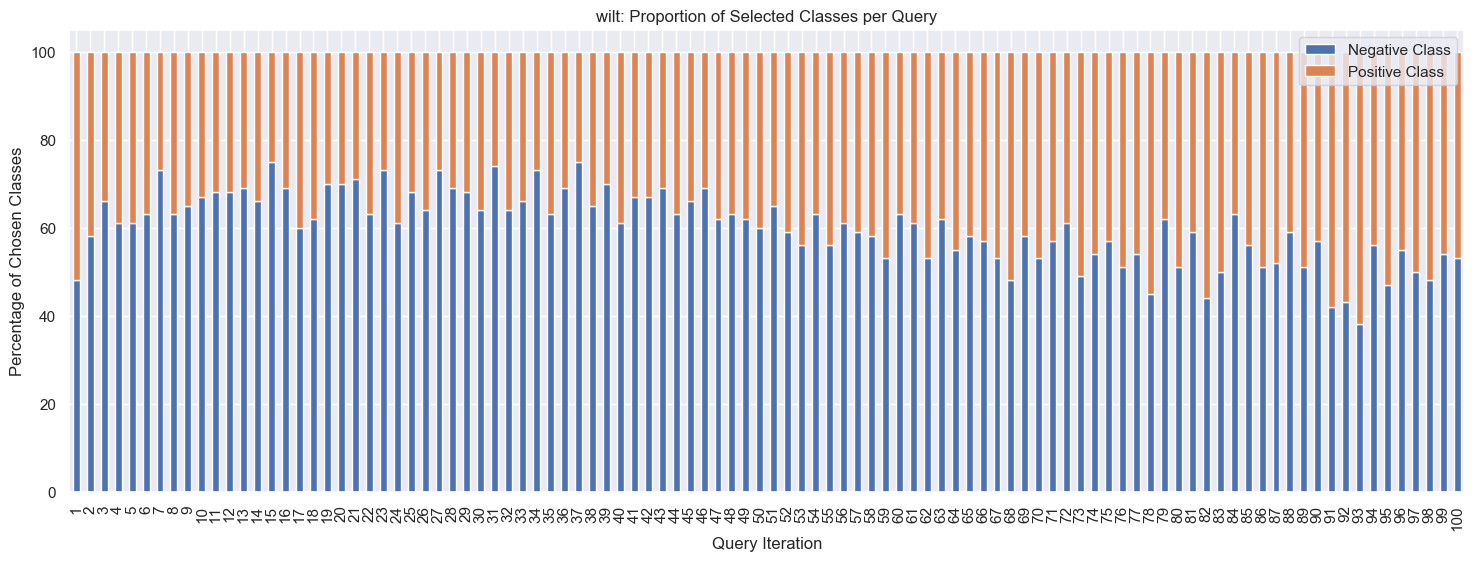 wilt: Proportion of Selected Classes per Query
Negative Class
Positive Class
Percentage of Chosen Classes
100
80
60
40
20
0
1 2 3 4 5 6 7 8 9 10 11 12 13 14 15 16 17 18 19 20 21 22 23 24 25 26 27 28 29 30 31 32 33 34 35 36 37 38 39 40 41 42 43 44 45 46 47 48 49 50 51 52 53 54 55 56 57 58 59 60 61 62 63 64 65 66 67 68 69 70 71 72 73 74 75 76 77 78 79 80 81 82 83 84 85 86 87 88 89 90 91 92 93 94 95 96 97 98 99 100
Query Iteration